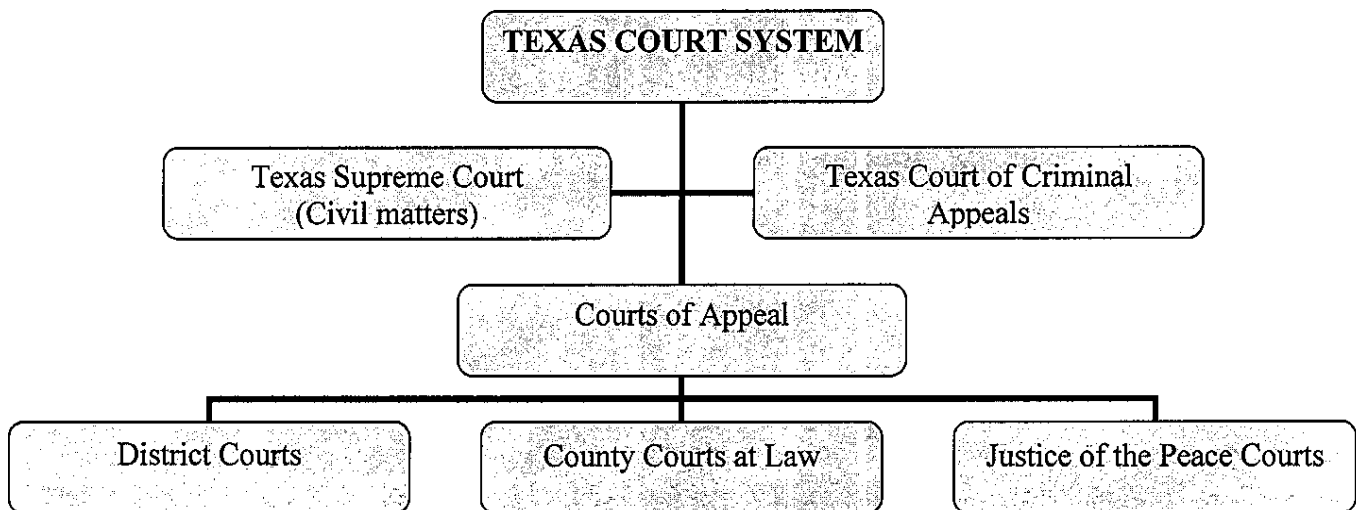 TEXAS COURT SYSTEM
Texas Supreme Court
(Civil matters)
Texas Court of Criminal
Appeals
Courts of Appeal
District Courts
County Courts at Law
Justice of the Peace Courts